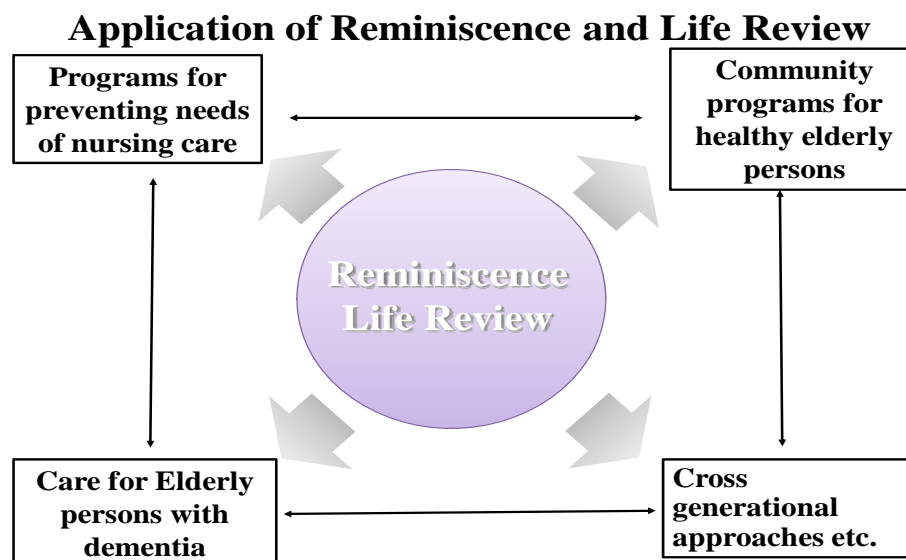 Application of Reminiscence and Life Review
Programs for
preventing needs
of nursing care
Community
programs for
healthy elderly
persons
Reminiscence
Life Review
Care for Elderly
persons with
dementia
Cross
generational
approaches etc.